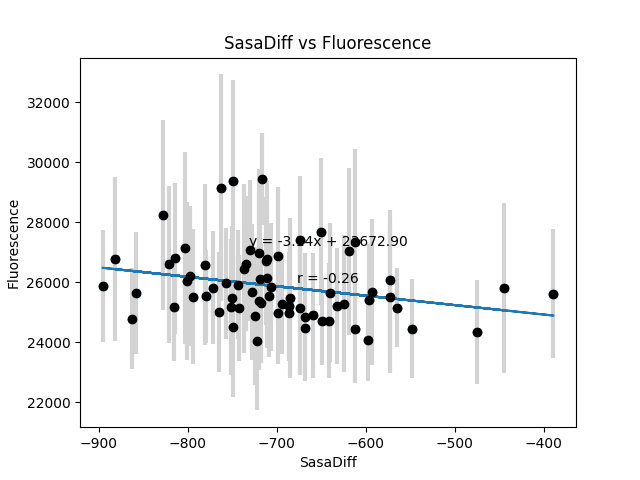 SasaDiff vs Fluorescence
32000
30000
28000
26000
24000
22000
Fluorescence
y = -3.14x + 23672.90
r = -0.26
−900 −800 −700 −600 −500 −400
SasaDiff